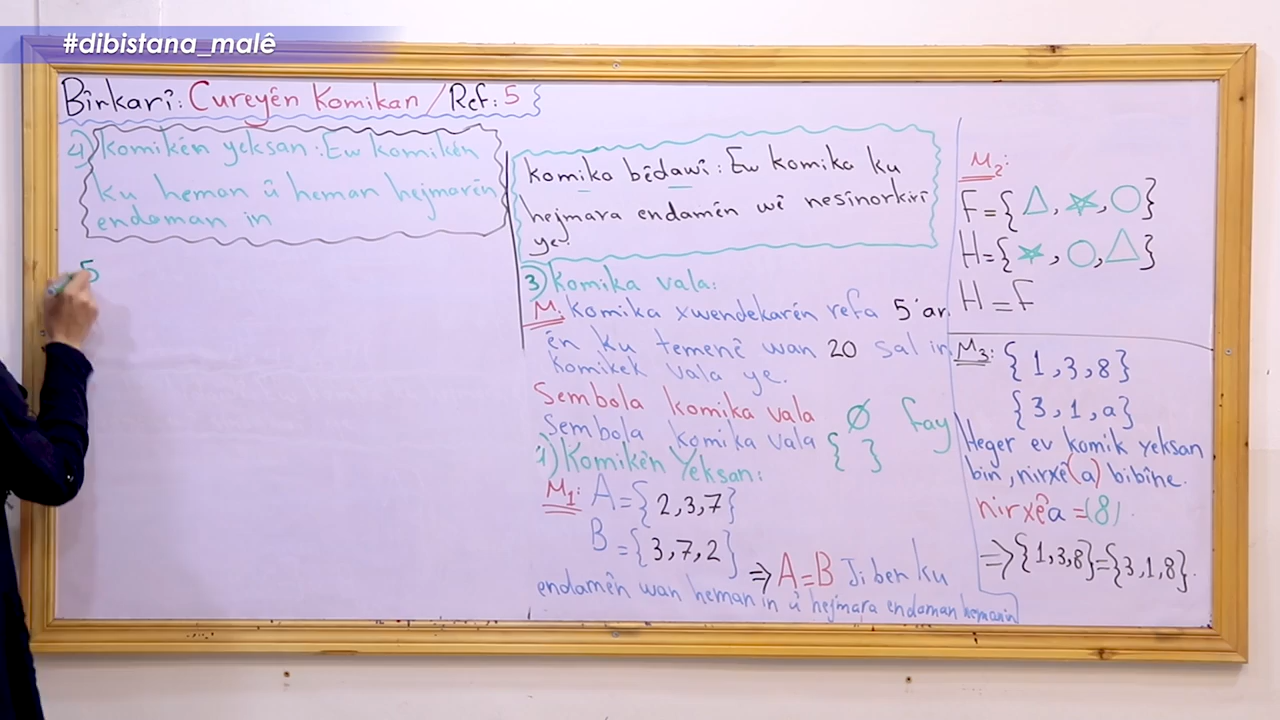 #dibistana_malê
Bîrkarî: Cureyên Komikan / Ref: 5
4) Komikên yeksan: Ew komikên
ku heman û heman hejmarên
endaman in
5
Komika bêdawî: Ew komika ku
hejmara endamên wê nesînorkirî
ye.
3) Komika vala:
M: Komika xwendekarên refa 5'an
ên ku temenê wan 20 sal in
komikek vala ye.
Sembola komika vala ∅ fay
Sembola komika vala { }
4) Komikên Yeksan:
M1: A={2,3,7}
B={3,7,2}
⇒ A=B Ji ber ku
endamên wan heman in û hejmara endaman heman in
M2:
F={△, ☆, ○}
H={☆, ○, △}
H=F
M3: {1,3,8}
{3,1,a}
Heger ev komik yeksan
bin, nirxê (a) bibîne.
nirxê a =(8)
⇒ {1,3,8}={3,1,8}.